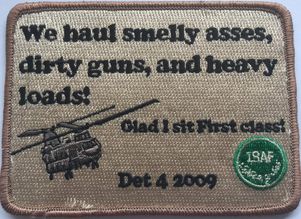 We haul smelly asses,
dirty guns, and heavy
loads!
Glad I sit First class!
ISAF
Det 4 2009